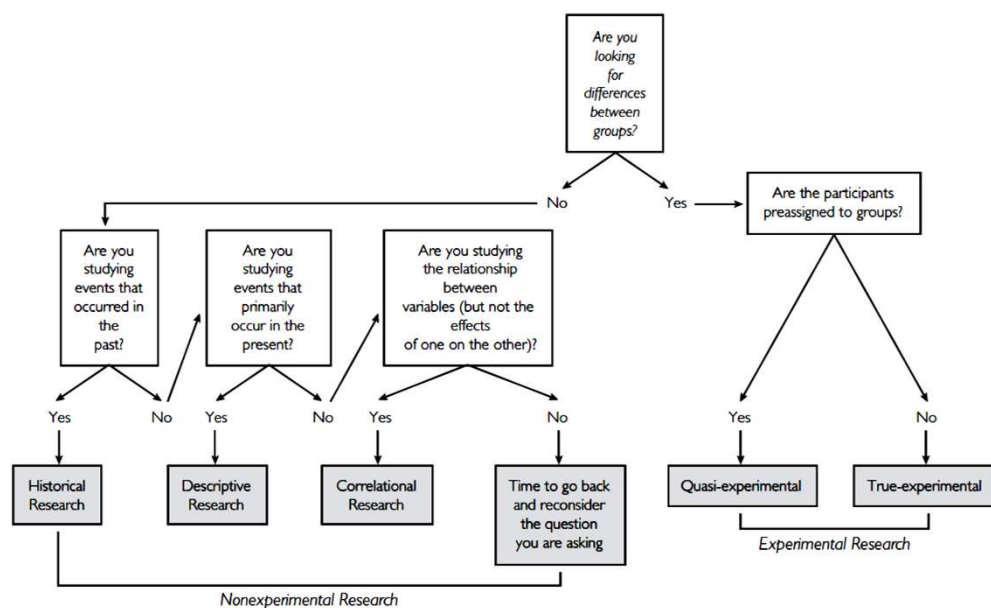 Are you
looking
for
differences
between
groups?
No
Yes
Are the participants
preassigned to groups?
Are you
studying
events that
occurred in
the
past?
Are you
studying
events that
primarily
occur in the
present?
Are you studying
the relationship
between
variables (but not the
effects
of one on the other)?
Yes
No
Yes
No
Yes
No
Yes
No
Historical
Research
Descriptive
Research
Correlational
Research
Time to go back
and reconsider
the question
you are asking
Quasi-experimental
True-experimental
Experimental Research
Nonexperimental Research